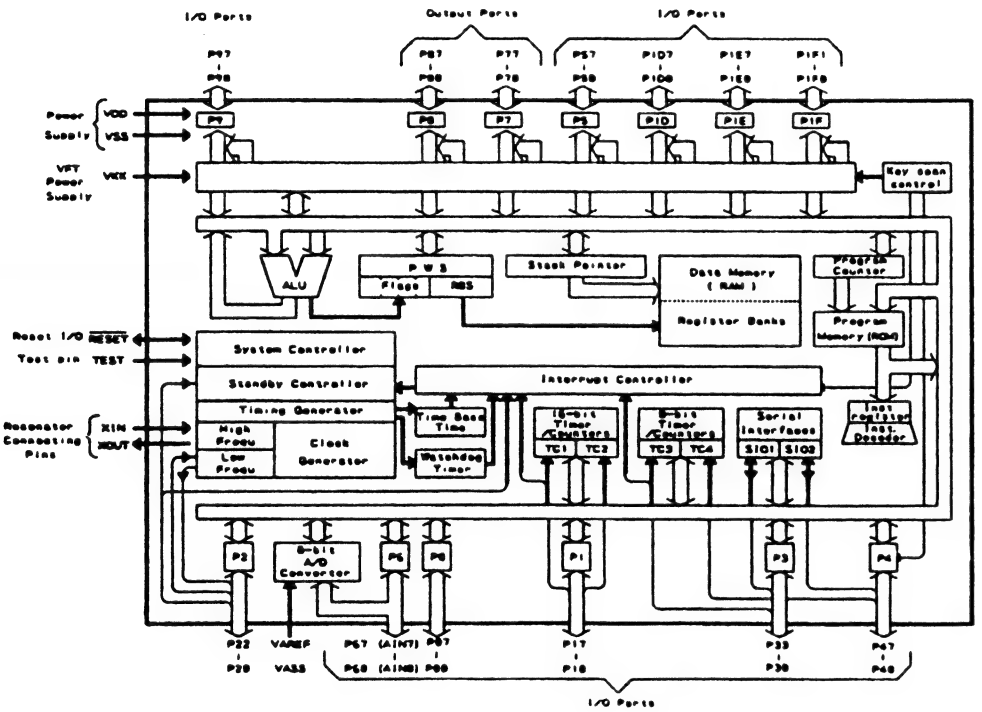 I/O Ports
Output Ports
I/O Ports
P97
P87
P77
P57
P1D7
P1E7
P1F1
P90
P80
P70
P50
P1D0
P1E0
P1F0
Power Supply
VDD
VSS
P9
P8
P7
P5
P1D
P1E
P1F
VFT Power Supply
VKK
Key scan control
ALU
P W S
Flags
RBS
Stack Pointer
Data Memory
( RAM )
Register Banks
Program Counter
Program Memory (ROM)
Reset I/O RESET
Test pin TEST
System Controller
Standby Controller
Interrupt Controller
Timing Generator
Time Base Time
16-bit Timer /Counters
8-bit Timer /Counters
Serial Interfaces
Inst register
Inst. Decoder
Resonator Connecting Pins
XIN
XOUT
High Frequ
Low Frequ
Clock Generator
Watchdog Timer
TC1
TC2
TC3
TC4
SIO1
SIO2
P2
8-bit A/D Convertor
P6
P0
P1
P3
P4
P22
VAREF
P67
(AIN7)
P07
P17
P33
P47
P20
VASS
P60
(AIN0)
P00
P10
P30
P40
I/O Ports